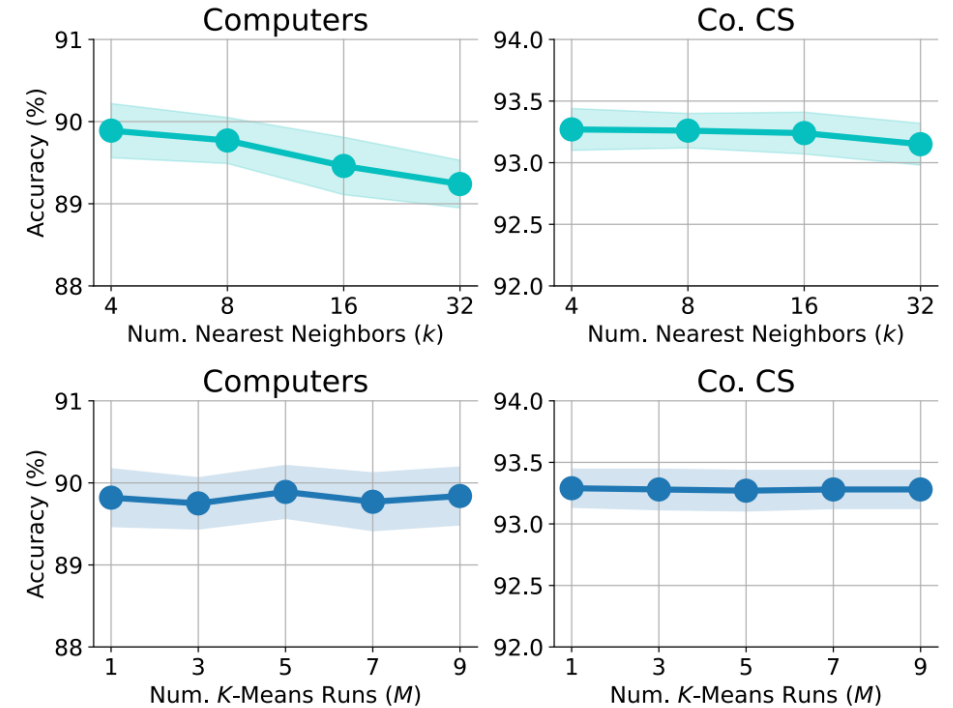 Computers
Accuracy (%)
91
90
89
88
4 8 16 32
Num. Nearest Neighbors (k)
Co. CS
94.0
93.5
93.0
92.5
92.0
4 8 16 32
Num. Nearest Neighbors (k)
Computers
Accuracy (%)
91
90
89
88
1 3 5 7 9
Num. K-Means Runs (M)
Co. CS
94.0
93.5
93.0
92.5
92.0
1 3 5 7 9
Num. K-Means Runs (M)